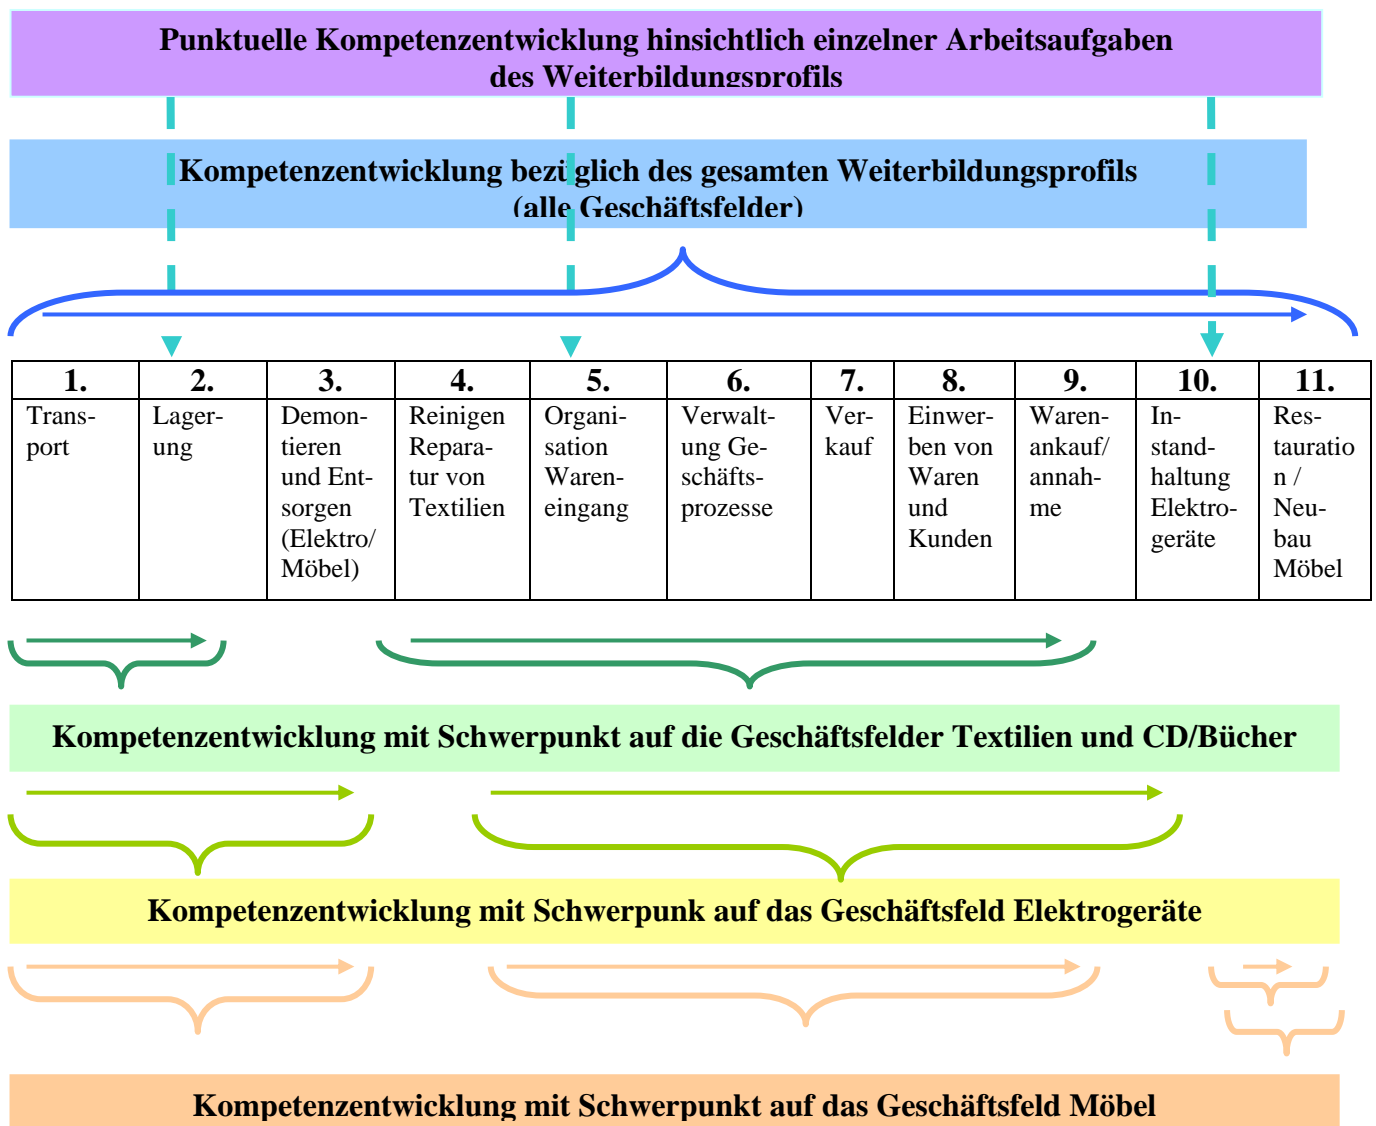 Punktuelle Kompetenzentwicklung hinsichtlich einzelner Arbeitsaufgaben
des Weiterbildungsprofils
Kompetenzentwicklung bezüglich des gesamten Weiterbildungsprofils
(alle Geschäftsfelder)
1.
2.
3.
4.
5.
6.
7.
8.
9.
10.
11.
Trans-
port
Lager-
ung
Demon-
tieren
und Ent-
sorgen
(Elektro/
Möbel)
Reinigen
Repara-
tur von
Textilien
Organi-
sation
Waren-
eingang
Verwalt-
ung Ge-
schäfts-
prozesse
Ver-
kauf
Einwer-
ben von
Waren
und
Kunden
Waren-
ankauf/
annah-
me
In-
stand-
haltung
Elektro-
geräte
Res-
tauratio
n /
Neu-
bau
Möbel
Kompetenzentwicklung mit Schwerpunkt auf die Geschäftsfelder Textilien und CD/Bücher
Kompetenzentwicklung mit Schwerpunk auf das Geschäftsfeld Elektrogeräte
Kompetenzentwicklung mit Schwerpunkt auf das Geschäftsfeld Möbel